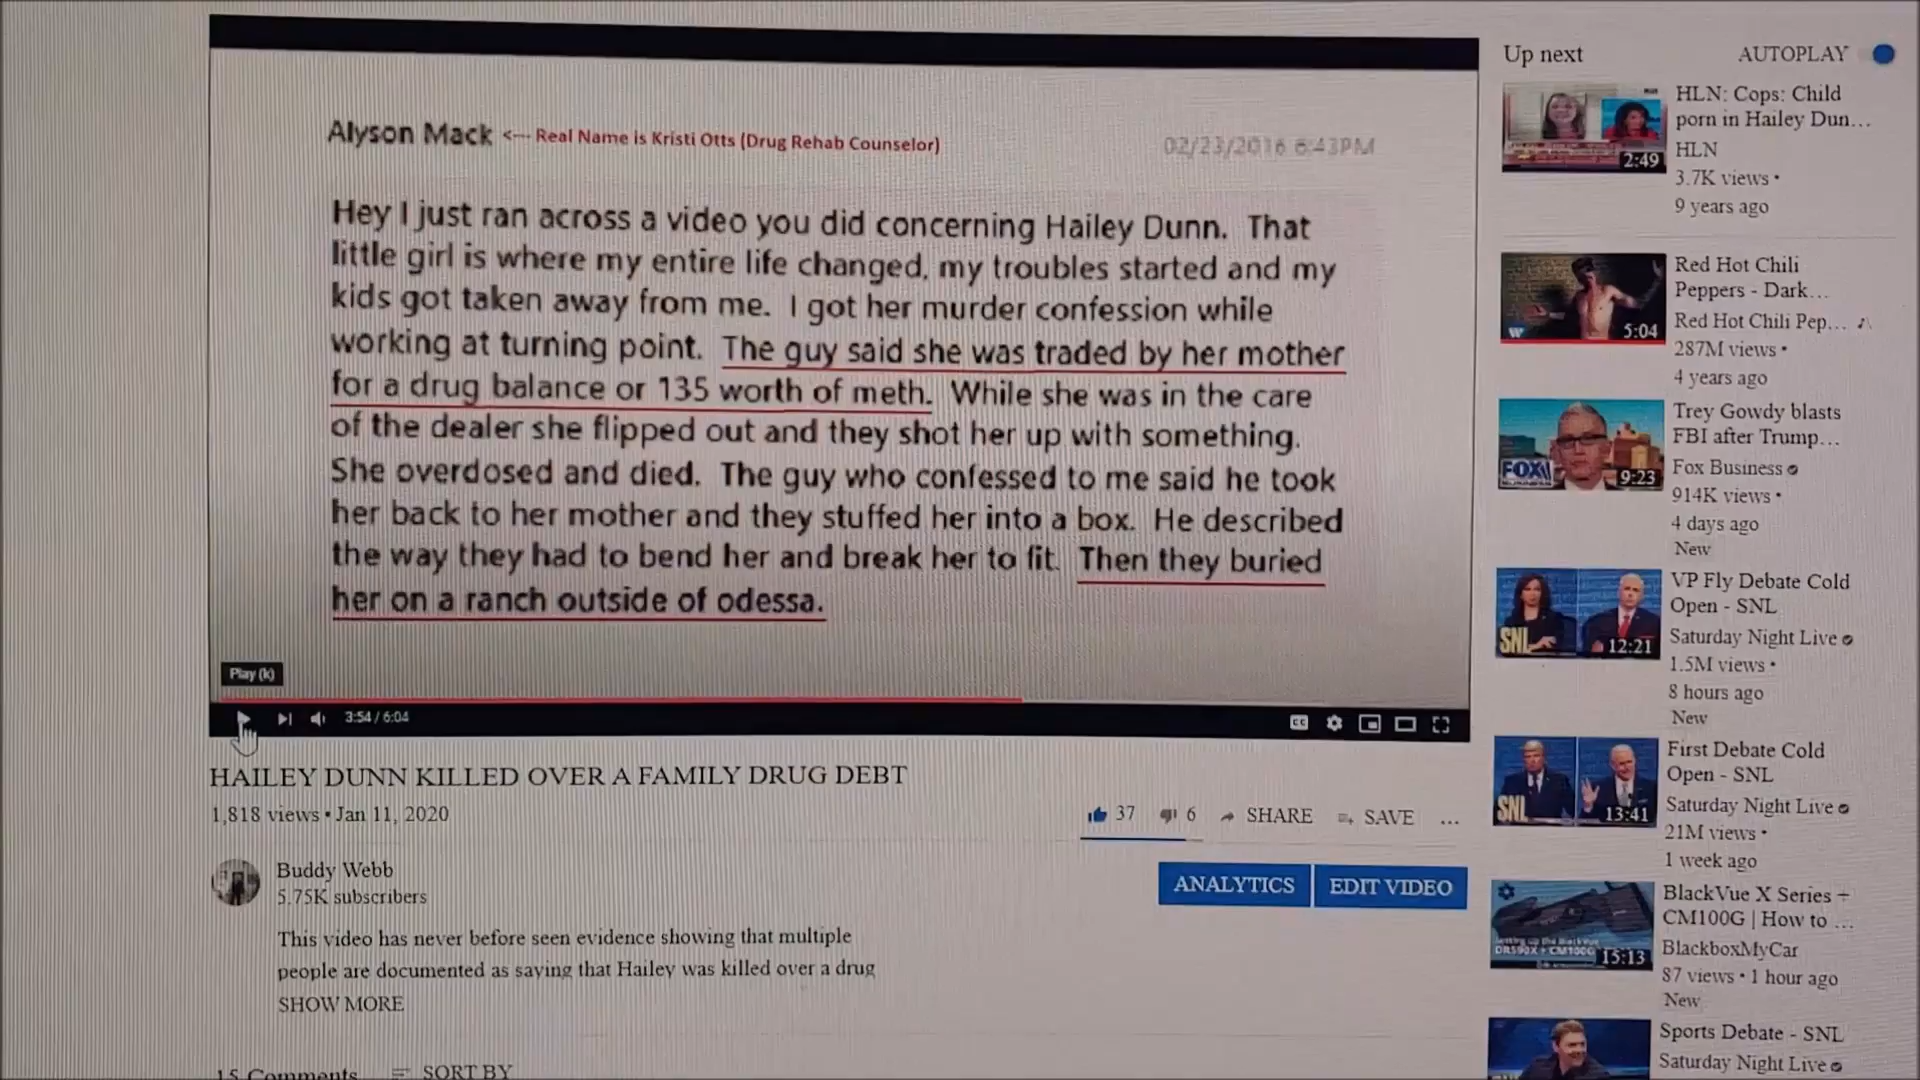 Alyson Mack <--- Real Name is Kristi Otts (Drug Rehab Counselor)
02/23/2016 6:43PM
Hey I just ran across a video you did concerning Hailey Dunn. That
little girl is where my entire life changed, my troubles started and my
kids got taken away from me. I got her murder confession while
working at turning point. The guy said she was traded by her mother
for a drug balance or 135 worth of meth. While she was in the care
of the dealer she flipped out and they shot her up with something.
She overdosed and died. The guy who confessed to me said he took
her back to her mother and they stuffed her into a box. He described
the way they had to bend her and break her to fit. Then they buried
her on a ranch outside of odessa.
Play (k)
3:54 / 6:04
CC
HAILEY DUNN KILLED OVER A FAMILY DRUG DEBT
1,818 views • Jan 11, 2020
37
6
SHARE
SAVE
...
Buddy Webb
5.75K subscribers
ANALYTICS
EDIT VIDEO
This video has never before seen evidence showing that multiple
people are documented as saying that Hailey was killed over a drug
SHOW MORE
15 Comments
SORT BY
Up next
AUTOPLAY
2:49
HLN: Cops: Child
porn in Hailey Dun...
HLN
3.7K views •
9 years ago
W
5:04
Red Hot Chili
Peppers - Dark...
Red Hot Chili Pep...
287M views •
4 years ago
FOX
BUSINESS
9:23
Trey Gowdy blasts
FBI after Trump...
Fox Business
914K views •
4 days ago
New
SNL
12:21
VP Fly Debate Cold
Open - SNL
Saturday Night Live
1.5M views •
8 hours ago
New
SNL
13:41
First Debate Cold
Open - SNL
Saturday Night Live
21M views •
1 week ago
15:13
BlackVue X Series +
CM100G | How to ...
BlackboxMyCar
87 views • 1 hour ago
New
Sports Debate - SNL
Saturday Night Live